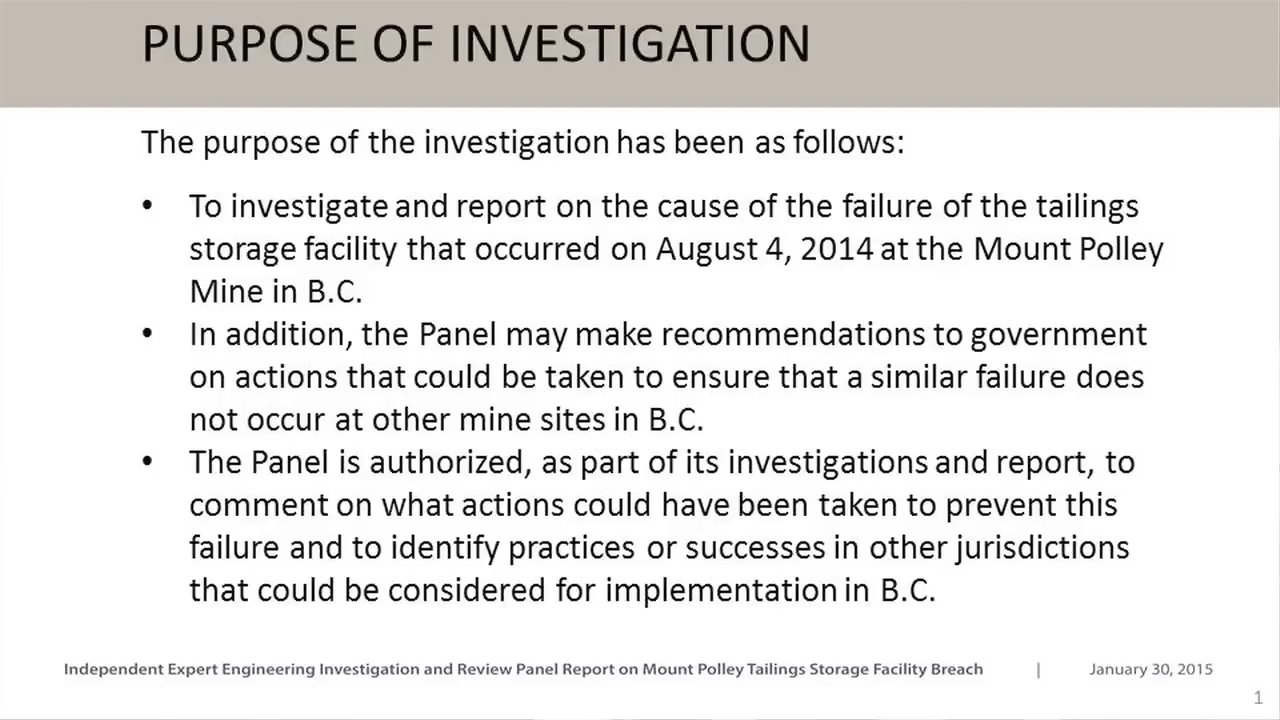 PURPOSE OF INVESTIGATION
The purpose of the investigation has been as follows:
• To investigate and report on the cause of the failure of the tailings
storage facility that occurred on August 4, 2014 at the Mount Polley
Mine in B.C.
• In addition, the Panel may make recommendations to government
on actions that could be taken to ensure that a similar failure does
not occur at other mine sites in B.C.
• The Panel is authorized, as part of its investigations and report, to
comment on what actions could have been taken to prevent this
failure and to identify practices or successes in other jurisdictions
that could be considered for implementation in B.C.
Independent Expert Engineering Investigation and Review Panel Report on Mount Polley Tailings Storage Facility Breach | January 30, 2015
1